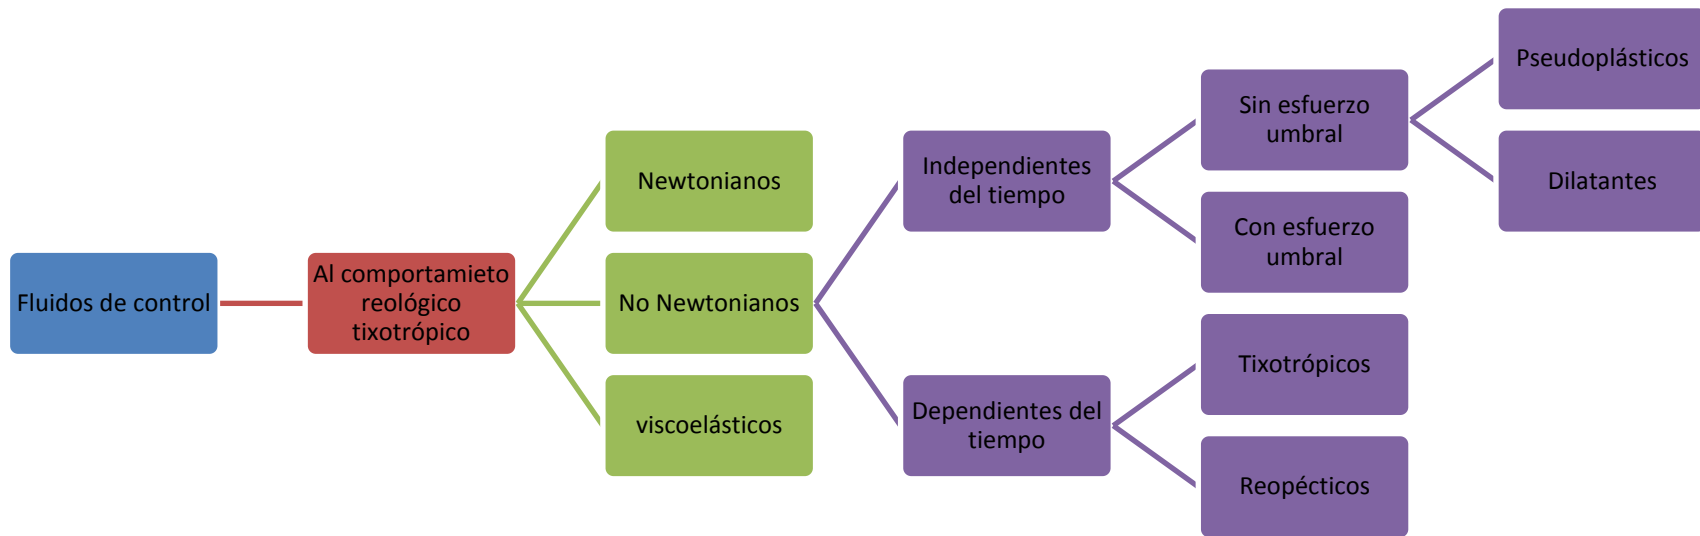 Fluidos de control
Al comportamieto
reológico
tixotrópico
Newtonianos
No Newtonianos
viscoelásticos
Independientes
del tiempo
Dependientes del
tiempo
Sin esfuerzo
umbral
Con esfuerzo
umbral
Tixotrópicos
Reopécticos
Pseudoplásticos
Dilatantes